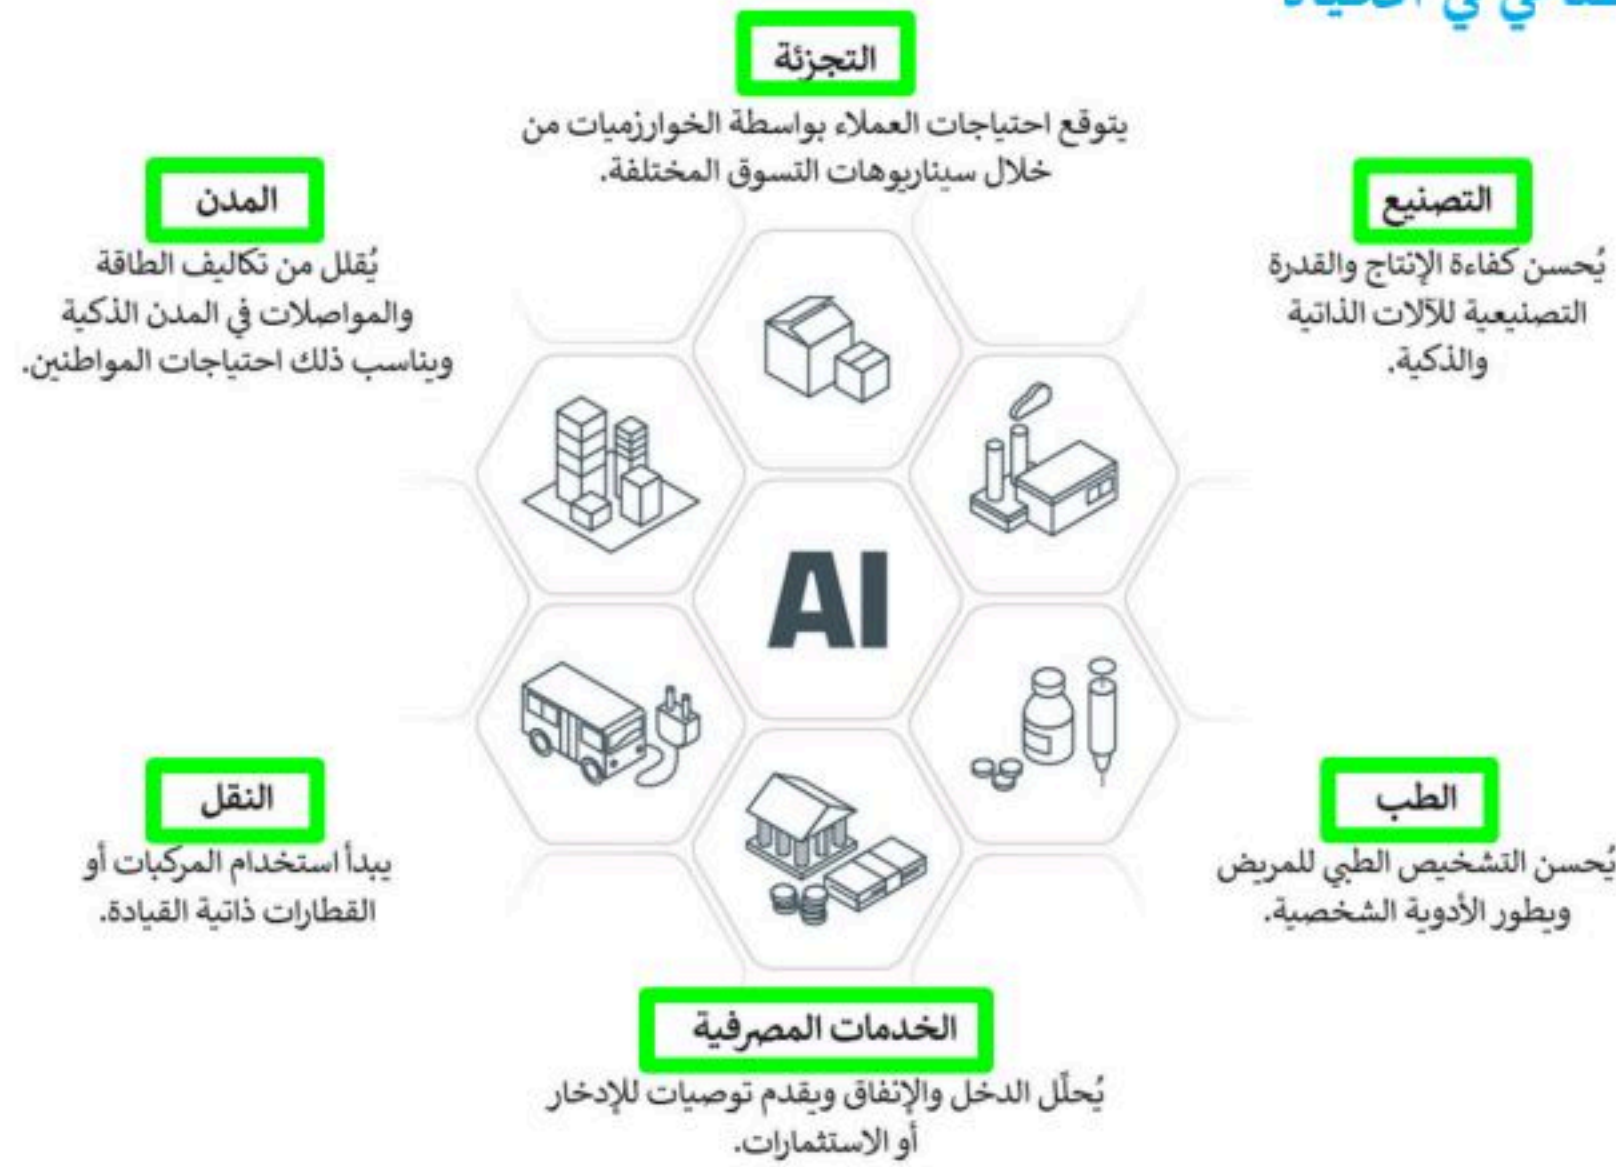 التجزئة
يتوقع احتياجات العملاء بواسطة الخوارزميات من
خلال سيناريوهات التسوق المختلفة.
التصنيع
يُحسن كفاءة الإنتاج والقدرة
التصنيعية للآلات الذاتية
والذكية.
المدن
يُقلل من تكاليف الطاقة
والمواصلات في المدن الذكية
ويناسب ذلك احتياجات المواطنين.
AI
الطب
يُحسن التشخيص الطبي للمريض
ويطور الأدوية الشخصية.
النقل
يبدأ استخدام المركبات أو
القطارات ذاتية القيادة.
الخدمات المصرفية
يُحلّل الدخل والإنفاق ويقدم توصيات للإدخار
أو الاستثمارات.